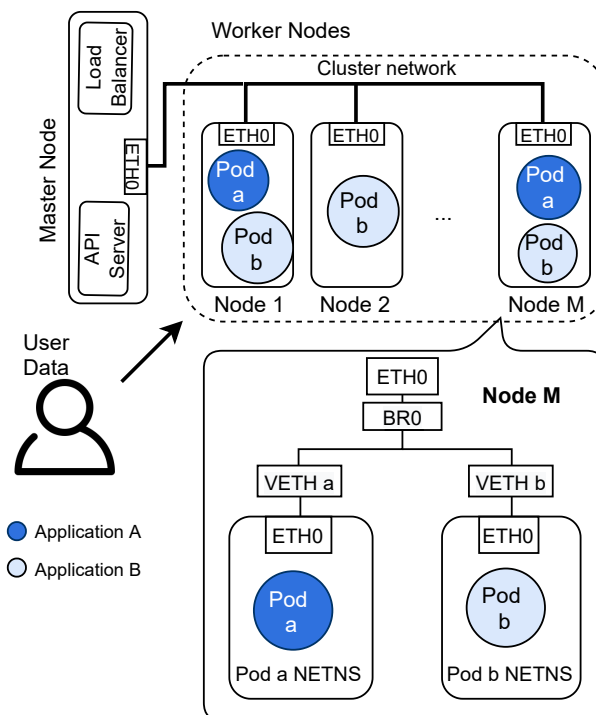 Worker Nodes
Cluster network
Master Node
Load
Balancer
ETH0
API
Server
ETH0
Pod
a
Pod
b
Node 1
ETH0
Pod
b
Node 2
...
ETH0
Pod
a
Pod
b
Node M
User
Data
Application A
Application B
Node M
ETH0
BR0
VETH a
VETH b
ETH0
Pod
a
Pod a NETNS
ETH0
Pod
b
Pod b NETNS